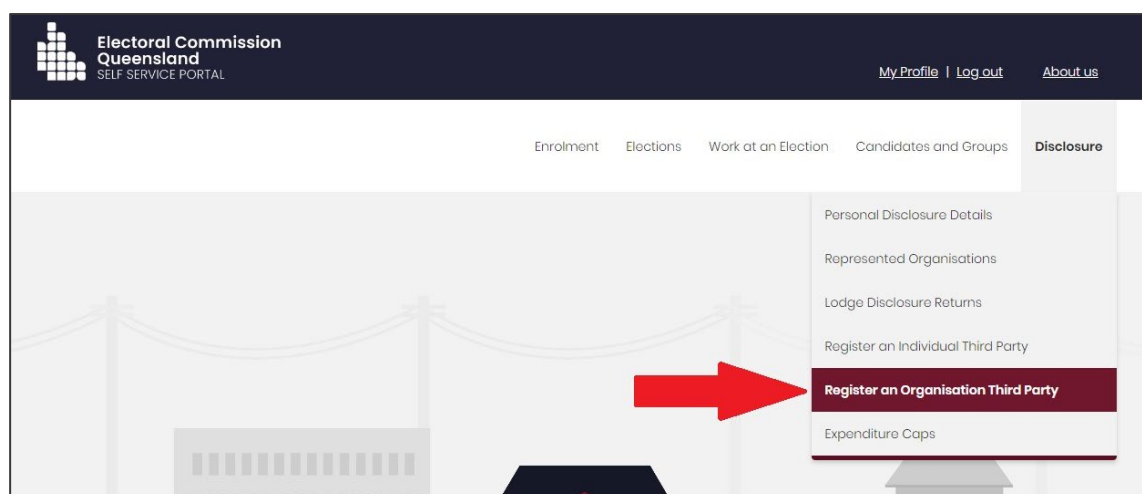 Electoral Commission
Queensland
SELF SERVICE PORTAL
My Profile | Log out About us
Enrolment Elections Work at an Election Candidates and Groups Disclosure
Personal Disclosure Details
Represented Organisations
Lodge Disclosure Returns
Register an Individual Third Party
Register an Organisation Third Party
Expenditure Caps